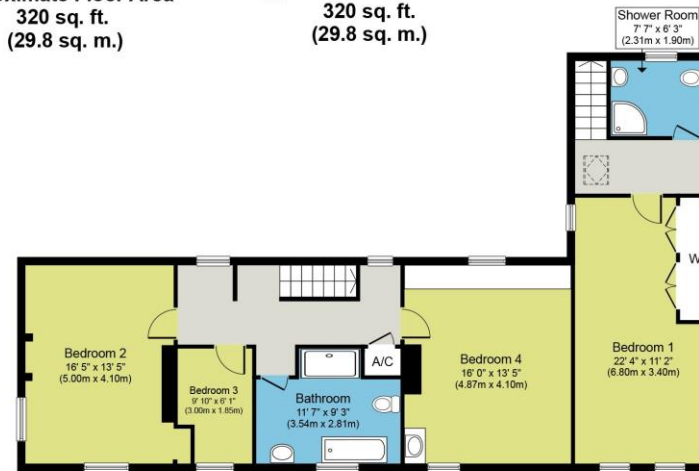 320 sq. ft.
(29.8 sq. m.)
320 sq. ft.
(29.8 sq. m.)
Shower Room
7' 7" x 6' 3"
(2.31m x 1.90m)
Bedroom 2
16' 5" x 13' 5"
(5.00m x 4.10m)
Bedroom 3
9' 10" x 6' 1"
(3.00m x 1.85m)
Bathroom
11' 7" x 9' 3"
(3.54m x 2.81m)
A/C
Bedroom 4
16' 0" x 13' 5"
(4.87m x 4.10m)
Bedroom 1
22' 4" x 11' 2"
(6.80m x 3.40m)
W